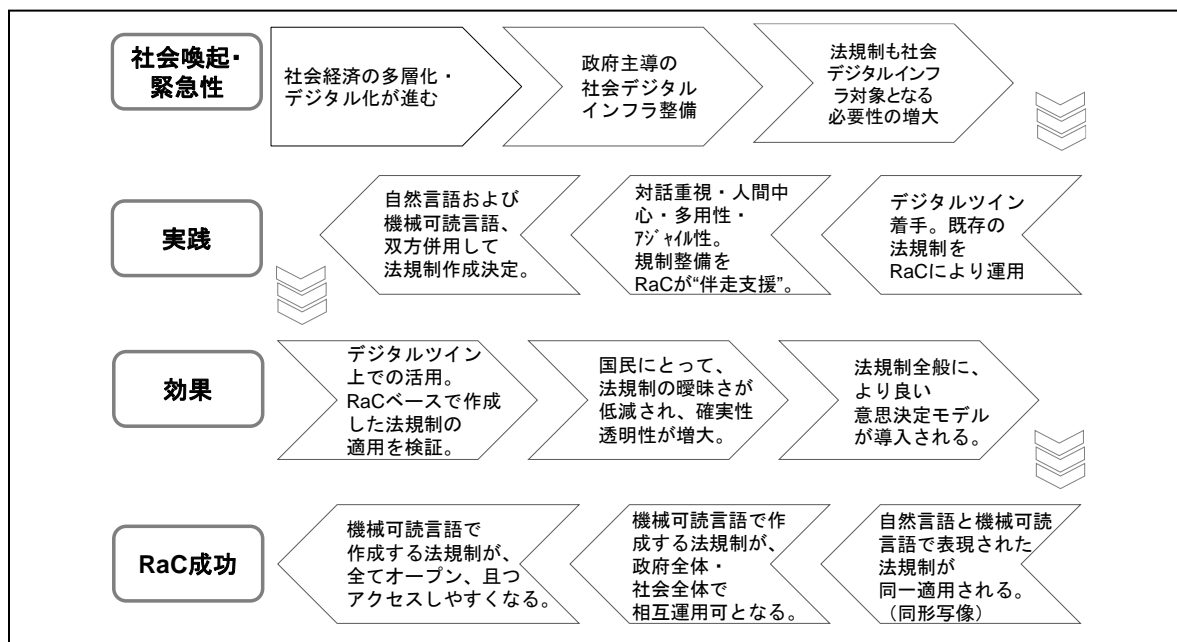 社会喚起・
緊急性
社会経済の多層化・
デジタル化が進む
政府主導の
社会デジタル
インフラ整備
法規制も社会
デジタルインフ
ラ対象となる
必要性の増大
実践
デジタルツイン
着手。既存の
法規制を
RaCにより運用
対話重視・人間中
心・多用性・
ｱｼﾞｬｲﾙ性。
規制整備を
RaCが“伴走支援”。
自然言語および
機械可読言語、
双方併用して
法規制作成決定。
効果
デジタルツイン
上での活用。
RaCベースで作成
した法規制の
適用を検証。
国民にとって、
法規制の曖昧さが
低減され、確実性
透明性が増大。
法規制全般に、
より良い
意思決定モデル
が導入される。
RaC成功
自然言語と機械可読
言語で表現された
法規制が
同一適用される。
（同形写像）
機械可読言語で作
成する法規制が、
政府全体・
社会全体で
相互運用可となる。
機械可読言語で
作成する法規制が、
全てオープン、且つ
アクセスしやすくなる。